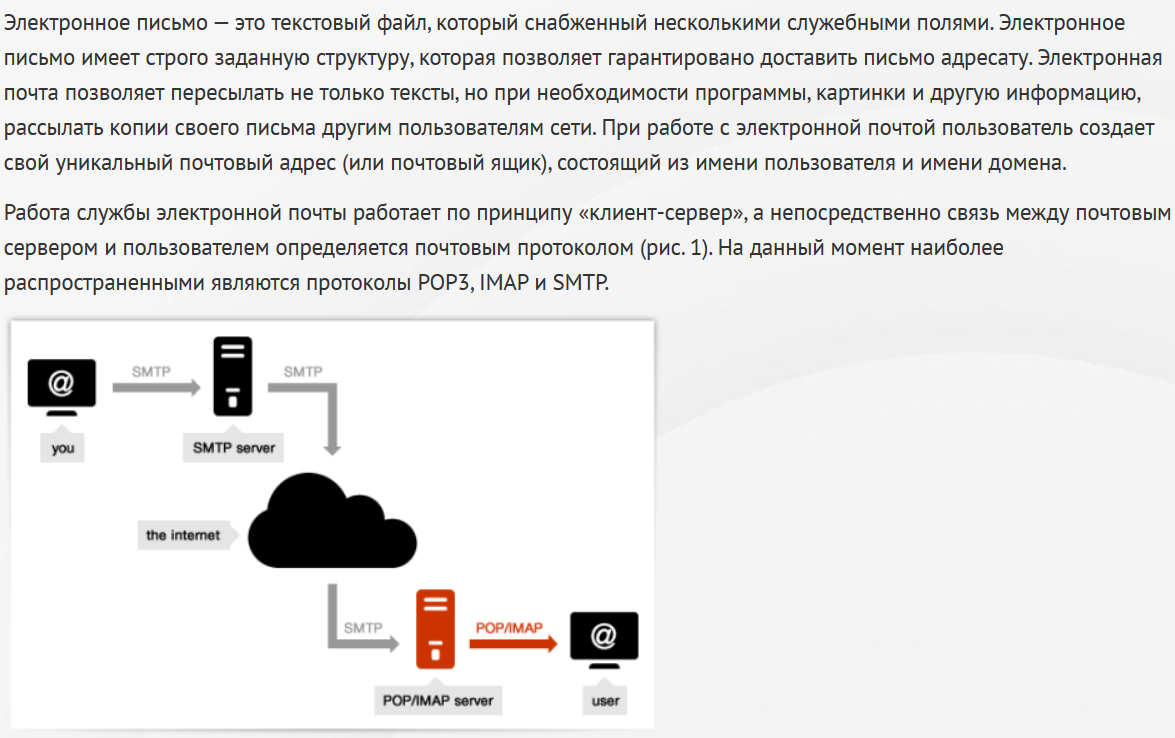 Электронное письмо — это текстовый файл, который снабженный несколькими служебными полями. Электронное
письмо имеет строго заданную структуру, которая позволяет гарантировано доставить письмо адресату. Электронная
почта позволяет пересылать не только тексты, но при необходимости программы, картинки и другую информацию,
рассылать копии своего письма другим пользователям сети. При работе с электронной почтой пользователь создает
свой уникальный почтовый адрес (или почтовый ящик), состоящий из имени пользователя и имени домена.
Работа службы электронной почты работает по принципу «клиент-сервер», а непосредственно связь между почтовым
сервером и пользователем определяется почтовым протоколом (рис. 1). На данный момент наиболее
распространенными являются протоколы POP3, IMAP и SMTP.
@
SMTP
SMTP
you
SMTP server
the internet
SMTP
POP/IMAP
@
POP/IMAP server
user